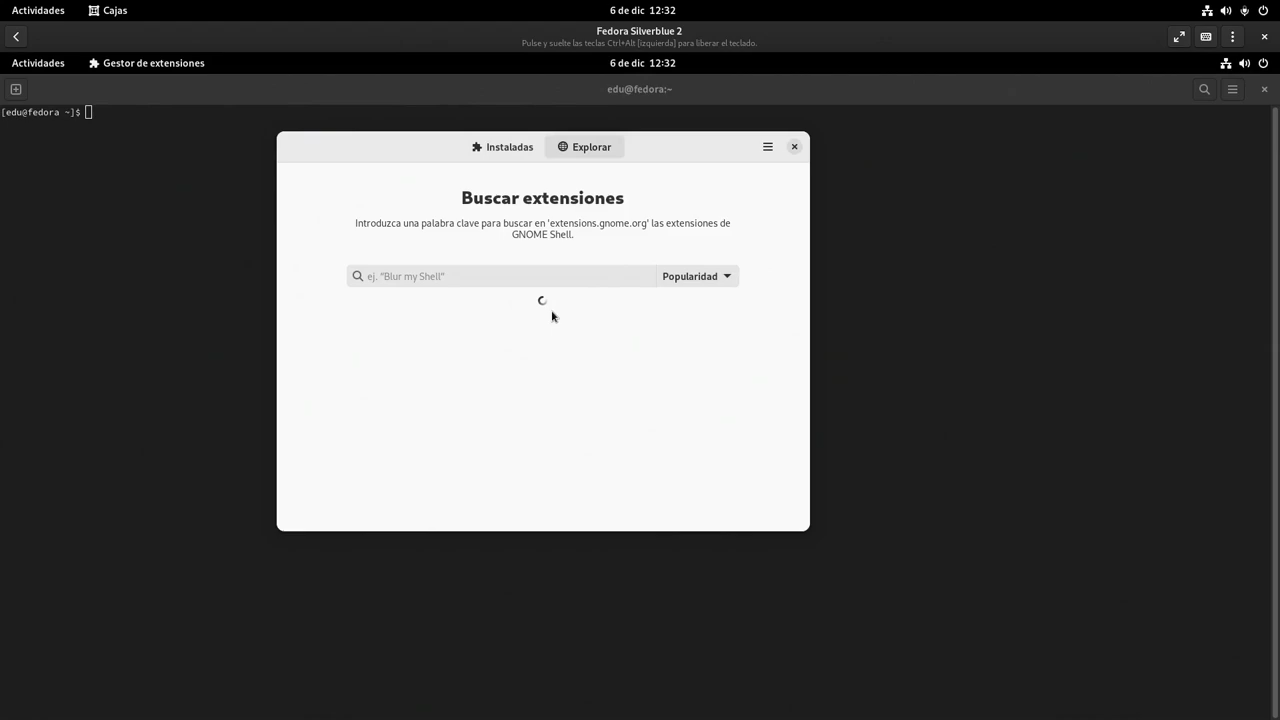 Actividades Cajas 6 de dic 12:32
Fedora Silverblue 2
Pulse y suelte las teclas Ctrl+Alt [izquierda] para liberar el teclado.
Actividades Gestor de extensiones 6 de dic 12:32
edu@fedora:~
[edu@fedora ~]$
Instaladas Explorar
Buscar extensiones
Introduzca una palabra clave para buscar en 'extensions.gnome.org' las extensiones de
GNOME Shell.
ej. "Blur my Shell" Popularidad